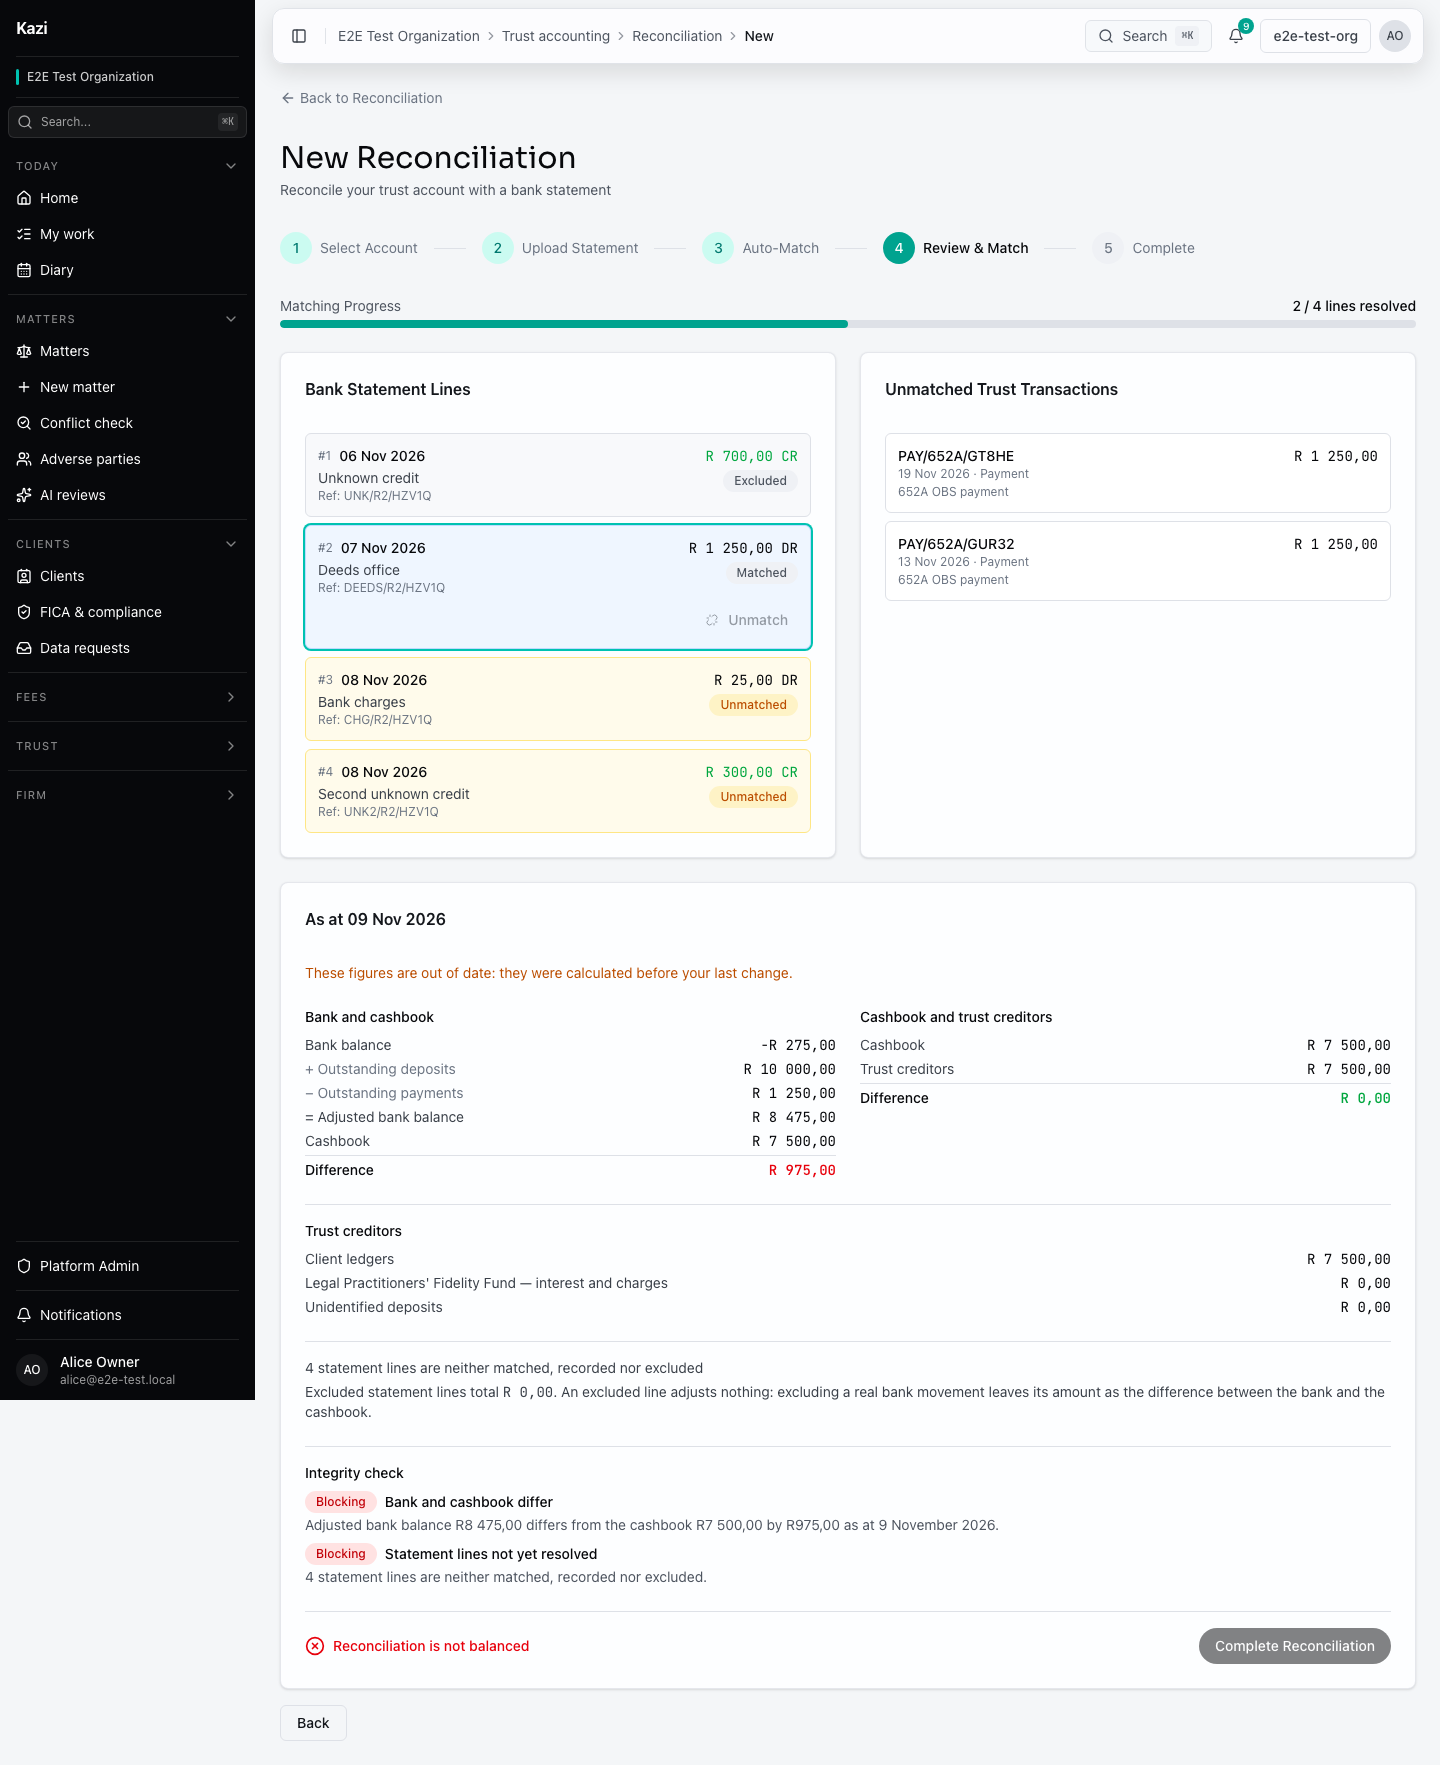 Kazi
E2E Test Organization
Search... ⌘K
TODAY
Home
My work
Diary
MATTERS
Matters
New matter
Conflict check
Adverse parties
AI reviews
CLIENTS
Clients
FICA & compliance
Data requests
FEES
TRUST
FIRM
Platform Admin
Notifications
AO
Alice Owner
alice@e2e-test.local
E2E Test Organization > Trust accounting > Reconciliation > New
Search ⌘K
9
e2e-test-org
AO
← Back to Reconciliation
New Reconciliation
Reconcile your trust account with a bank statement
1 Select Account
2 Upload Statement
3 Auto-Match
4 Review & Match
5 Complete
Matching Progress
2 / 4 lines resolved
Bank Statement Lines
#1 06 Nov 2026 R 700,00 CR
Unknown credit Excluded
Ref: UNK/R2/HZV1Q
#2 07 Nov 2026 R 1 250,00 DR
Deeds office Matched
Ref: DEEDS/R2/HZV1Q
Unmatch
#3 08 Nov 2026 R 25,00 DR
Bank charges Unmatched
Ref: CHG/R2/HZV1Q
#4 08 Nov 2026 R 300,00 CR
Second unknown credit Unmatched
Ref: UNK2/R2/HZV1Q
Unmatched Trust Transactions
PAY/652A/GT8HE R 1 250,00
19 Nov 2026 · Payment
652A OBS payment
PAY/652A/GUR32 R 1 250,00
13 Nov 2026 · Payment
652A OBS payment
As at 09 Nov 2026
These figures are out of date: they were calculated before your last change.
Bank and cashbook
Bank balance -R 275,00
+ Outstanding deposits R 10 000,00
− Outstanding payments R 1 250,00
= Adjusted bank balance R 8 475,00
Cashbook R 7 500,00
Difference R 975,00
Cashbook and trust creditors
Cashbook R 7 500,00
Trust creditors R 7 500,00
Difference R 0,00
Trust creditors
Client ledgers R 7 500,00
Legal Practitioners' Fidelity Fund — interest and charges R 0,00
Unidentified deposits R 0,00
4 statement lines are neither matched, recorded nor excluded
Excluded statement lines total R 0,00. An excluded line adjusts nothing: excluding a real bank movement leaves its amount as the difference between the bank and the
cashbook.
Integrity check
Blocking Bank and cashbook differ
Adjusted bank balance R8 475,00 differs from the cashbook R7 500,00 by R975,00 as at 9 November 2026.
Blocking Statement lines not yet resolved
4 statement lines are neither matched, recorded nor excluded.
Reconciliation is not balanced
Complete Reconciliation
Back